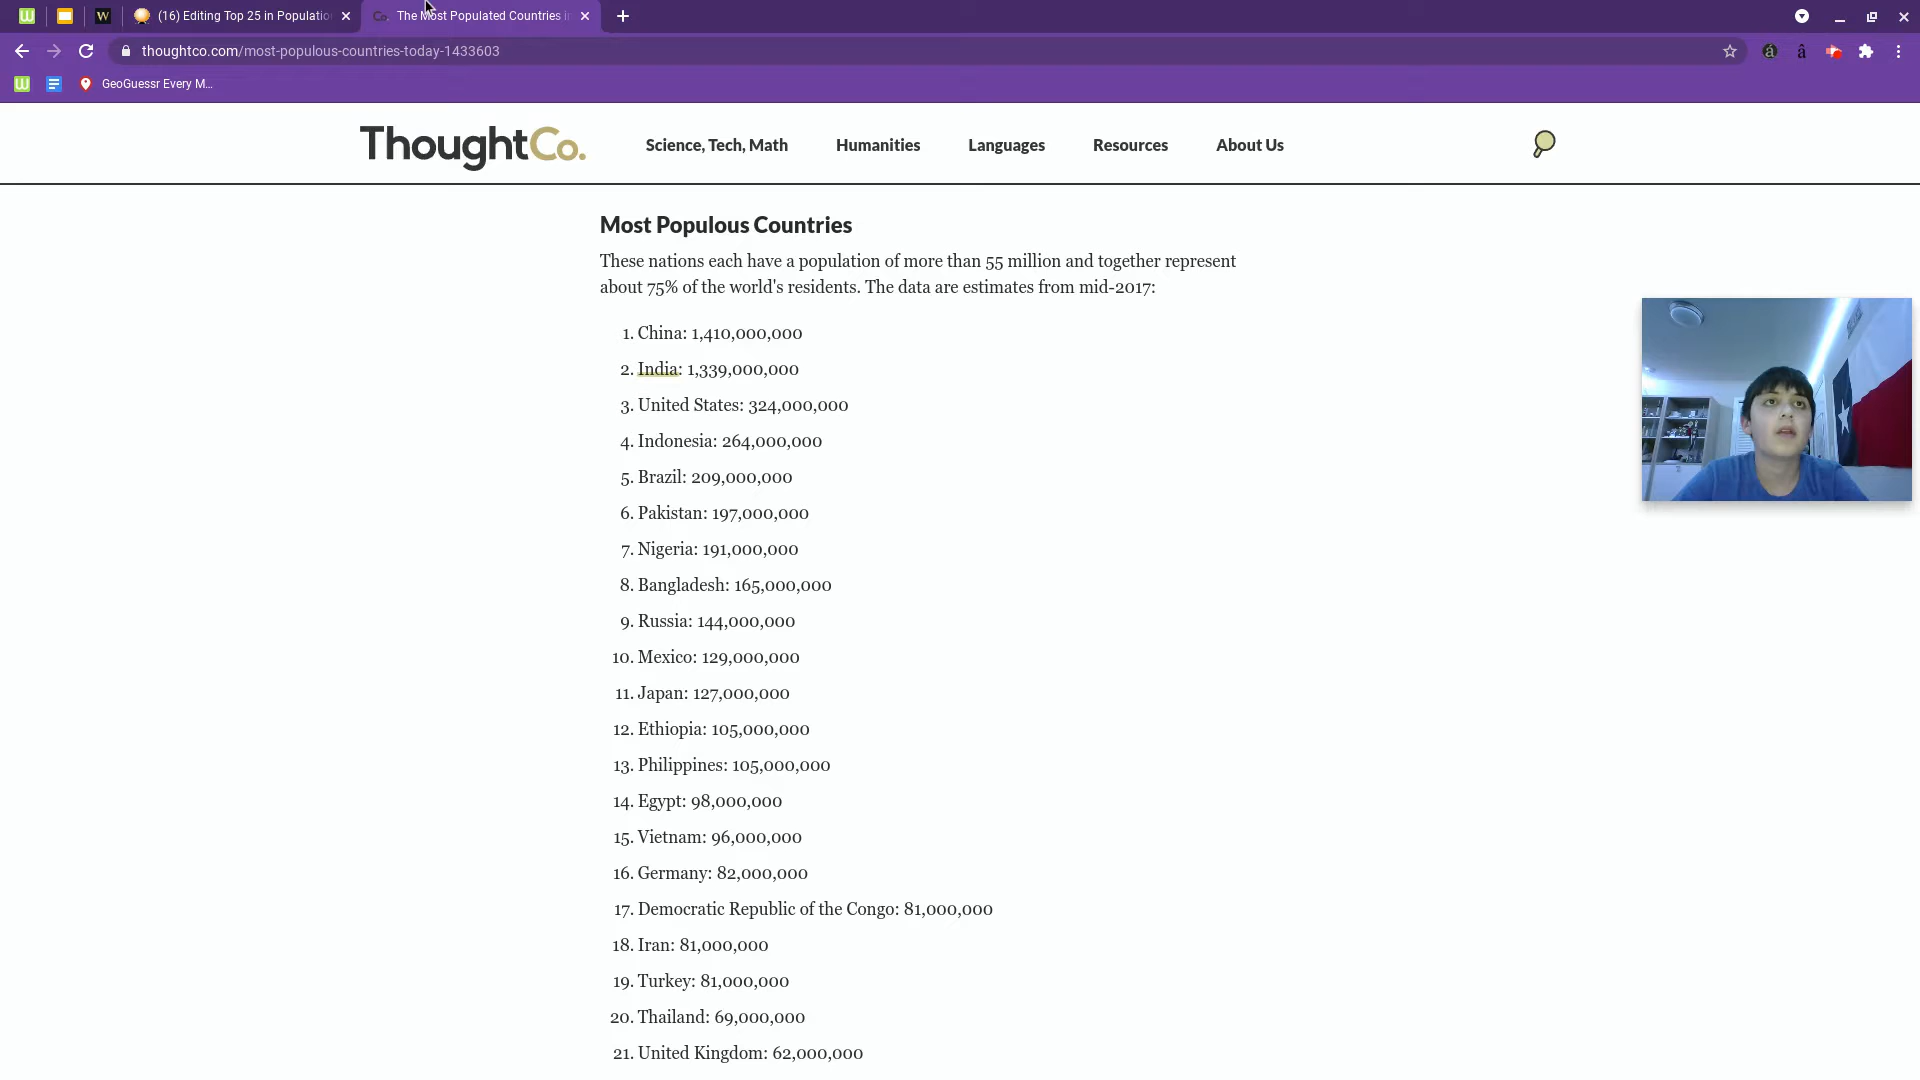 (16) Editing Top 25 in Population
The Most Populated Countries i
thoughtco.com/most-populous-countries-today-1433603
GeoGuessr Every M...
ThoughtCo.
Science, Tech, Math
Humanities
Languages
Resources
About Us
Most Populous Countries
These nations each have a population of more than 55 million and together represent
about 75% of the world's residents. The data are estimates from mid-2017:
1. China: 1,410,000,000
2. India: 1,339,000,000
3. United States: 324,000,000
4. Indonesia: 264,000,000
5. Brazil: 209,000,000
6. Pakistan: 197,000,000
7. Nigeria: 191,000,000
8. Bangladesh: 165,000,000
9. Russia: 144,000,000
10. Mexico: 129,000,000
11. Japan: 127,000,000
12. Ethiopia: 105,000,000
13. Philippines: 105,000,000
14. Egypt: 98,000,000
15. Vietnam: 96,000,000
16. Germany: 82,000,000
17. Democratic Republic of the Congo: 81,000,000
18. Iran: 81,000,000
19. Turkey: 81,000,000
20. Thailand: 69,000,000
21. United Kingdom: 62,000,000